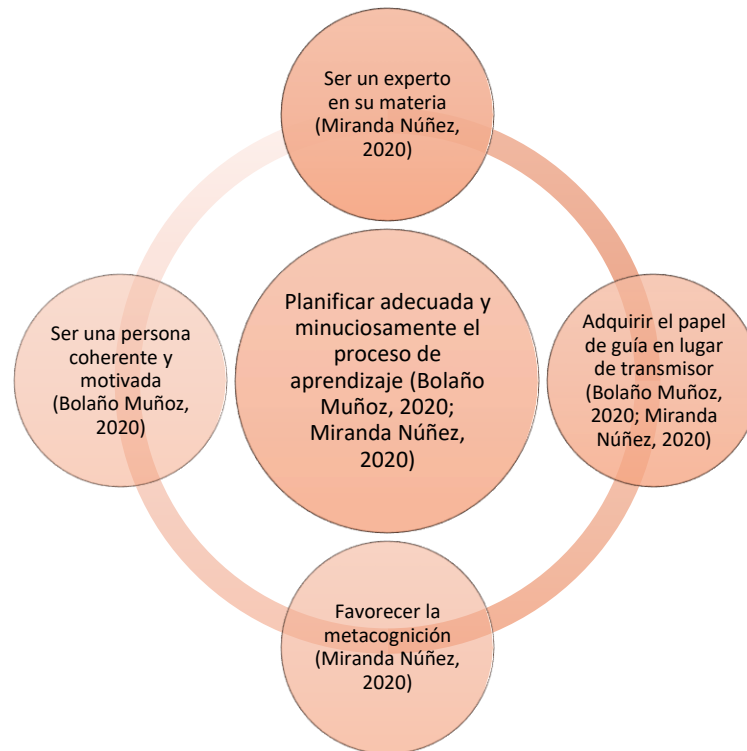 Ser un experto
en su materia
(Miranda Núñez,
2020)
Planificar adecuada y
minuciosamente el
proceso de
aprendizaje (Bolaño
Muñoz, 2020;
Miranda Núñez,
2020)
Adquirir el papel
de guía en lugar
de transmisor
(Bolaño Muñoz,
2020; Miranda
Núñez, 2020)
Ser una persona
coherente y
motivada
(Bolaño Muñoz,
2020)
Favorecer la
metacognición
(Miranda Núñez,
2020)